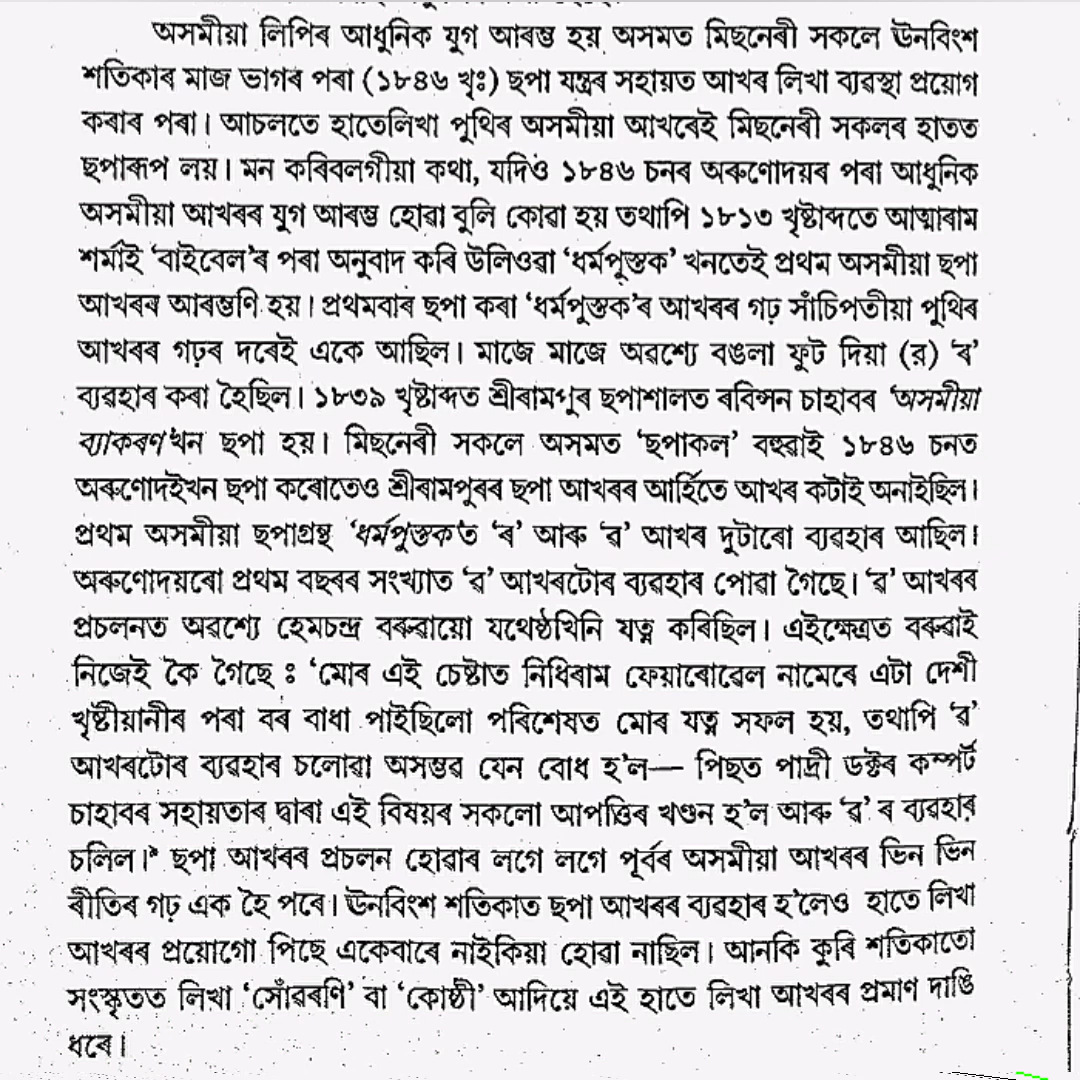 অসমীয়া লিপিৰ আধুনিক যুগ আৰম্ভ হয় অসমত মিছনেৰী সকলে ঊনবিংশ
শতিকাৰ মাজ ভাগৰ পৰা (১৮৪৬ খৃঃ) ছপা যন্ত্ৰৰ সহায়ত আখৰ লিখা ব্যৱস্থা প্ৰয়োগ
কৰাৰ পৰা। আচলতে হাতেলিখা পুথিৰ অসমীয়া আখৰেই মিছনেৰী সকলৰ হাতত
ছপাৰূপ লয়। মন কৰিবলগীয়া কথা, যদিও ১৮৪৬ চনৰ অৰুণোদয়ৰ পৰা আধুনিক
অসমীয়া আখৰৰ যুগ আৰম্ভ হোৱা বুলি কোৱা হয় তথাপি ১৮১৩ খৃষ্টাব্দতে আত্মাৰাম
শৰ্মাই ‘বাইবেল’ৰ পৰা অনুবাদ কৰি উলিওৱা ‘ধৰ্মপুস্তক’ খনতেই প্ৰথম অসমীয়া ছপা
আখৰৰ আৰম্ভণি হয়। প্ৰথমবাৰ ছপা কৰা ‘ধৰ্মপুস্তক’ৰ আখৰৰ গঢ় সাঁচিপতীয়া পুথিৰ
আখৰৰ গঢ়ৰ দৰেই একে আছিল। মাজে মাজে অৱশ্যে বঙলা ফুট দিয়া (র) ‘ৰ’
ব্যৱহাৰ কৰা হৈছিল। ১৮৩৯ খৃষ্টাব্দত শ্ৰীৰামপুৰ ছপাশালত ৰবিন্সন চাহাবৰ ‘অসমীয়া
ব্যাকৰণ’খন ছপা হয়। মিছনেৰী সকলে অসমত ‘ছপাকল’ বহুৱাই ১৮৪৬ চনত
অৰুণোদইখন ছপা কৰোতেও শ্ৰীৰামপুৰৰ ছপা আখৰৰ আৰ্হিতে আখৰ কটাই অনাইছিল।
প্ৰথম অসমীয়া ছপাগ্ৰন্থ ‘ধৰ্মপুস্তক’ত ‘ৰ’ আৰু ‘ৱ’ আখৰ দুটাৰো ব্যৱহাৰ আছিল।
অৰুণোদয়ৰো প্ৰথম বছৰৰ সংখ্যাত ‘ৱ’ আখৰটোৰ ব্যৱহাৰ পোৱা গৈছে। ‘ৱ’ আখৰৰ
প্ৰচলনত অৱশ্যে হেমচন্দ্ৰ বৰুৱায়ো যথেষ্ঠখিনি যত্ন কৰিছিল। এইক্ষেত্ৰত বৰুৱাই
নিজেই কৈ গৈছে ঃ ‘মোৰ এই চেষ্টাত নিধিৰাম ফেয়াৰোৱেল নামেৰে এটা দেশী
খৃষ্টীয়ানীৰ পৰা বৰ বাধা পাইছিলো পৰিশেষত মোৰ যত্ন সফল হয়, তথাপি ‘ৱ’
আখৰটোৰ ব্যৱহাৰ চলোৱা অসম্ভৱ যেন বোধ হ’ল— পিছত পাদ্ৰী ডক্টৰ কম্পৰ্ট
চাহাবৰ সহায়তাৰ দ্বাৰা এই বিষয়ৰ সকলো আপত্তিৰ খণ্ডন হ’ল আৰু ‘ৱ’ ৰ ব্যৱহাৰ
চলিল।’ ছপা আখৰৰ প্ৰচলন হোৱাৰ লগে লগে পূৰ্বৰ অসমীয়া আখৰৰ ভিন ভিন
ৰীতিৰ গঢ় এক হৈ পৰে। ঊনবিংশ শতিকাত ছপা আখৰৰ ব্যৱহাৰ হ’লেও হাতে লিখা
আখৰৰ প্ৰয়োগো পিছে একেবাৰে নাইকিয়া হোৱা নাছিল। আনকি কুৰি শতিকাতো
সংস্কৃতত লিখা ‘সোঁৱৰণি’ বা ‘কোষ্ঠী’ আদিয়ে এই হাতে লিখা আখৰৰ প্ৰমাণ দাঙি
ধৰে।